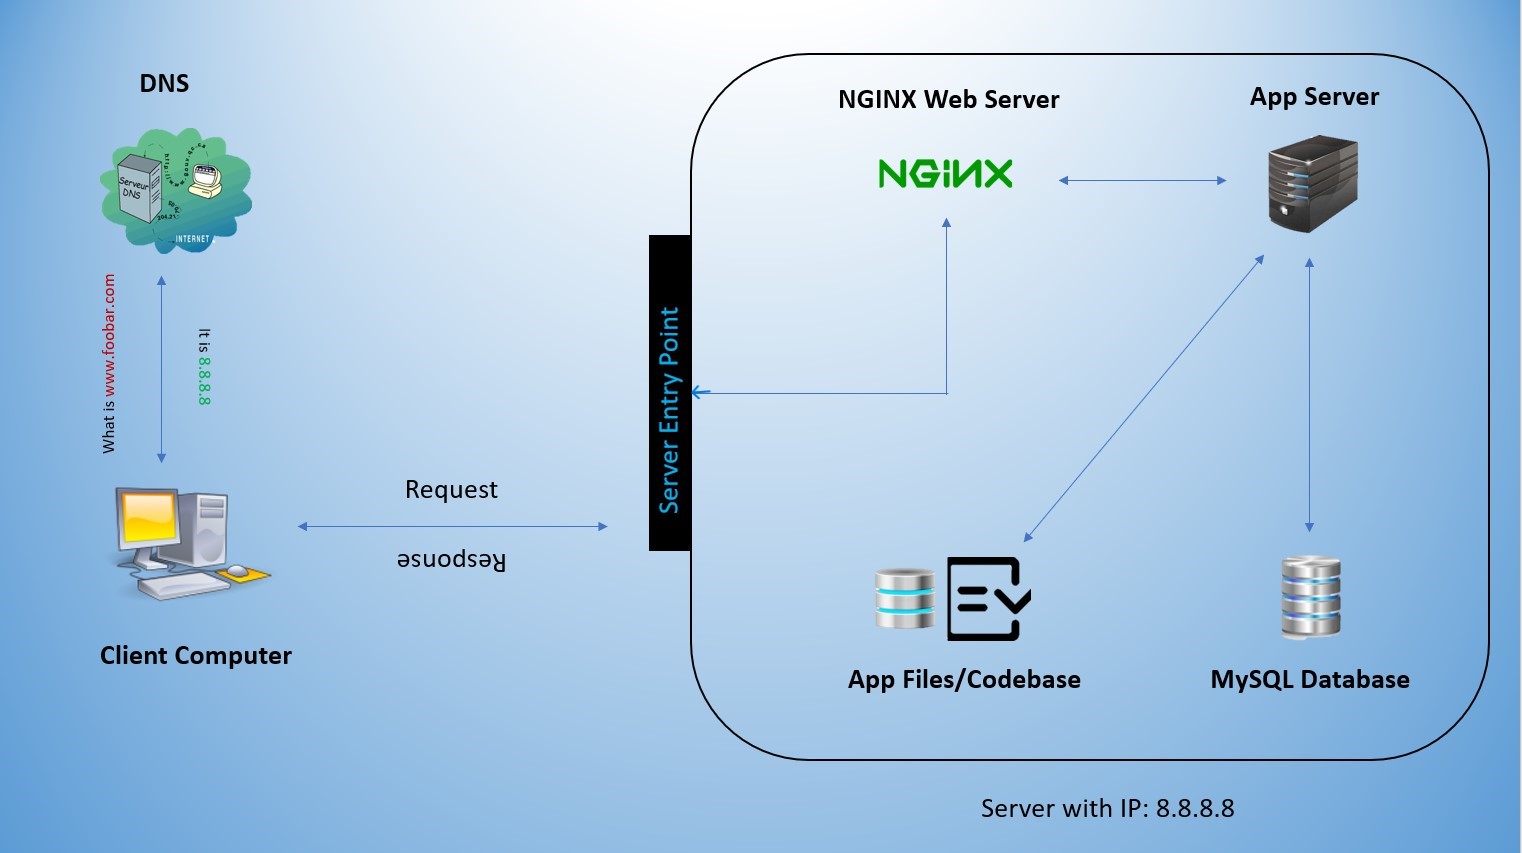 DNS
Serveur
DNS
INTERNET
What is www.foobar.com
It is 8.8.8.8
Request
Response
Client Computer
Server Entry Point
NGINX Web Server
NGINX
App Server
App Files/Codebase
MySQL Database
Server with IP: 8.8.8.8